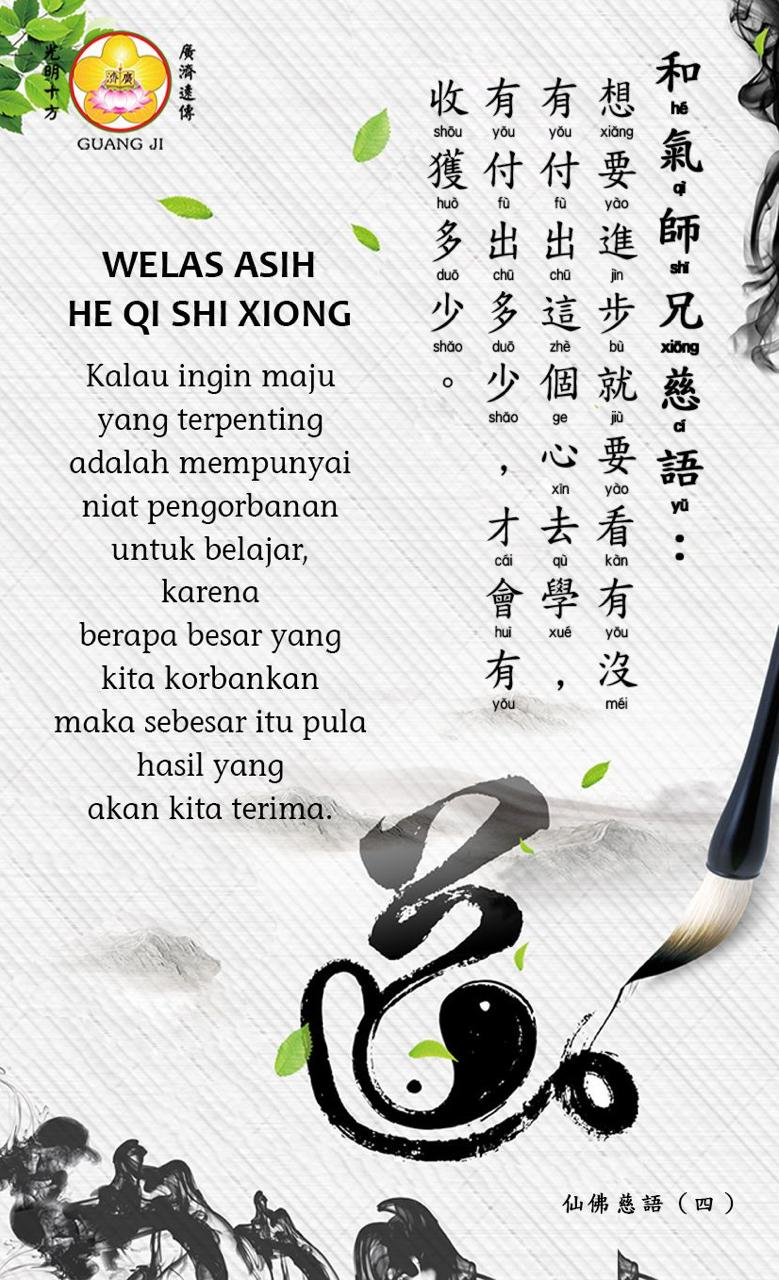 光明十方
濟廣
廣濟遠傳
GUANG JI
和氣師兄慈語：
hé qì shī xiōng cí yǔ
想要進步就要看有沒
xiǎng yào jìn bù jiù yào kàn yǒu méi
有付出這個心去學，
yǒu fù chū zhè ge xīn qù xué
有付出多少，才會有
yǒu fù chū duō shǎo cái huì yǒu
收獲多少。
shōu huò duō shǎo
WELAS ASIH
HE QI SHI XIONG
Kalau ingin maju
yang terpenting
adalah mempunyai
niat pengorbanan
untuk belajar,
karena
berapa besar yang
kita korbankan
maka sebesar itu pula
hasil yang
akan kita terima.
道
仙佛慈語（四）